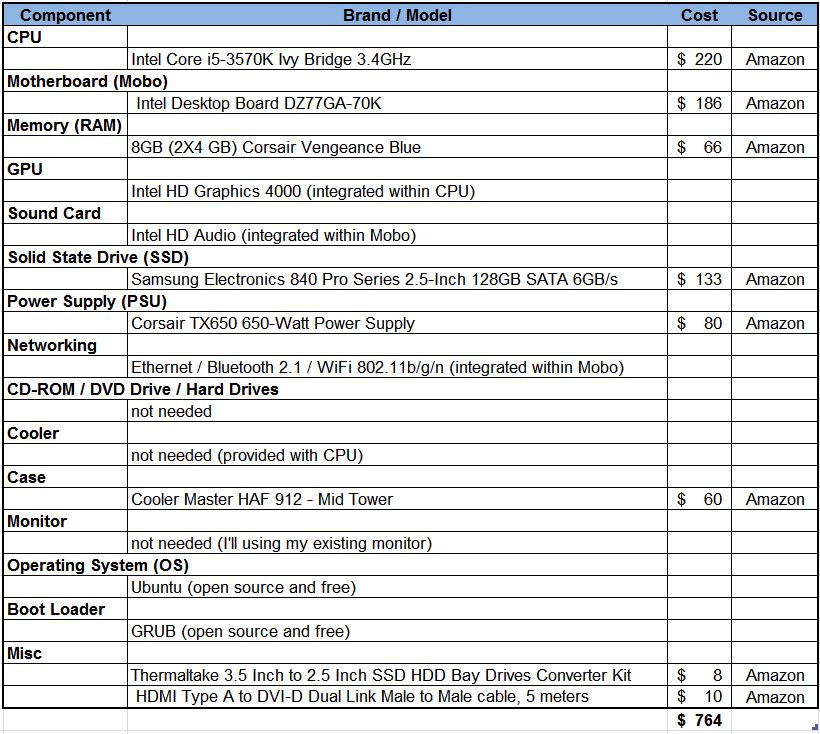 Component Brand / Model Cost Source
CPU
Intel Core i5-3570K Ivy Bridge 3.4GHz $ 220 Amazon
Motherboard (Mobo)
Intel Desktop Board DZ77GA-70K $ 186 Amazon
Memory (RAM)
8GB (2X4 GB) Corsair Vengeance Blue $ 66 Amazon
GPU
Intel HD Graphics 4000 (integrated within CPU)
Sound Card
Intel HD Audio (integrated within Mobo)
Solid State Drive (SSD)
Samsung Electronics 840 Pro Series 2.5-Inch 128GB SATA 6GB/s $ 133 Amazon
Power Supply (PSU)
Corsair TX650 650-Watt Power Supply $ 80 Amazon
Networking
Ethernet / Bluetooth 2.1 / WiFi 802.11b/g/n (integrated within Mobo)
CD-ROM / DVD Drive / Hard Drives
not needed
Cooler
not needed (provided with CPU)
Case
Cooler Master HAF 912 - Mid Tower $ 60 Amazon
Monitor
not needed (I'll using my existing monitor)
Operating System (OS)
Ubuntu (open source and free)
Boot Loader
GRUB (open source and free)
Misc
Thermaltake 3.5 Inch to 2.5 Inch SSD HDD Bay Drives Converter Kit $ 8 Amazon
HDMI Type A to DVI-D Dual Link Male to Male cable, 5 meters $ 10 Amazon
$ 764